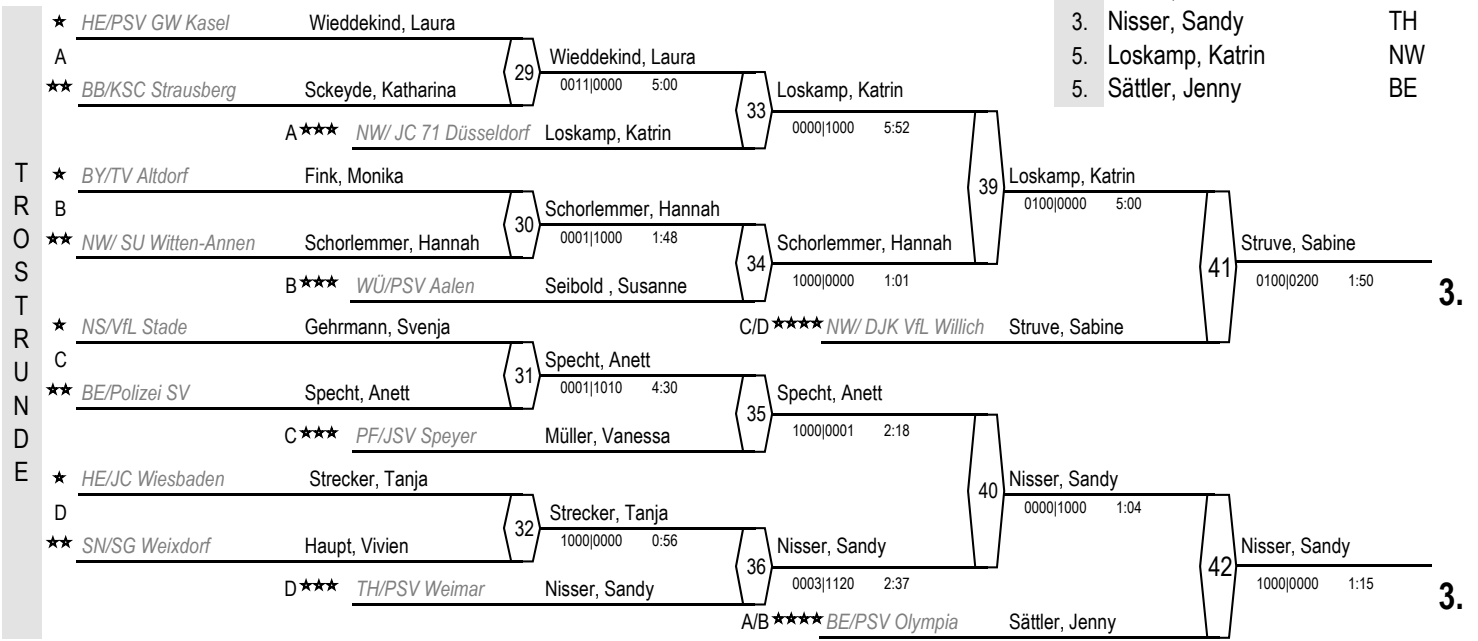 3. Nisser, Sandy TH
5. Loskamp, Katrin NW
5. Sättler, Jenny BE
TROSTRUNDE
★ HE/PSV GW Kasel Wieddekind, Laura
A
29 Wieddekind, Laura
0011|0000 5:00
★★ BB/KSC Strausberg Sckeyde, Katharina
33 Loskamp, Katrin
0000|1000 5:52
A★★★ NW/ JC 71 Düsseldorf Loskamp, Katrin
39 Loskamp, Katrin
0100|0000 5:00
★ BY/TV Altdorf Fink, Monika
B
30 Schorlemmer, Hannah
0001|1000 1:48
★★ NW/ SU Witten-Annen Schorlemmer, Hannah
34 Schorlemmer, Hannah
1000|0000 1:01
B★★★ WÜ/PSV Aalen Seibold , Susanne
41 Struve, Sabine
0100|0200 1:50
3.
C/D★★★★ NW/ DJK VfL Willich Struve, Sabine
★ NS/VfL Stade Gehrmann, Svenja
C
31 Specht, Anett
0001|1010 4:30
★★ BE/Polizei SV Specht, Anett
35 Specht, Anett
1000|0001 2:18
C★★★ PF/JSV Speyer Müller, Vanessa
40 Nisser, Sandy
0000|1000 1:04
★ HE/JC Wiesbaden Strecker, Tanja
D
32 Strecker, Tanja
1000|0000 0:56
★★ SN/SG Weixdorf Haupt, Vivien
36 Nisser, Sandy
0003|1120 2:37
D★★★ TH/PSV Weimar Nisser, Sandy
42 Nisser, Sandy
1000|0000 1:15
3.
A/B★★★★ BE/PSV Olympia Sättler, Jenny